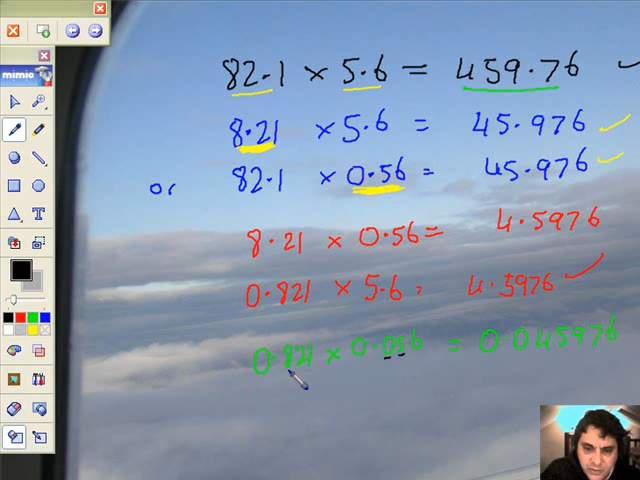 mimio
82.1 × 5.6 = 459.76 ✓
8.21 × 5.6 = 45.976 ✓
or 82.1 × 0.56 = 45.976 ✓
8.21 × 0.56 = 4.5976
0.821 × 5.6 = 4.5976 ✓
0.821 × 0.056 = 0.045976